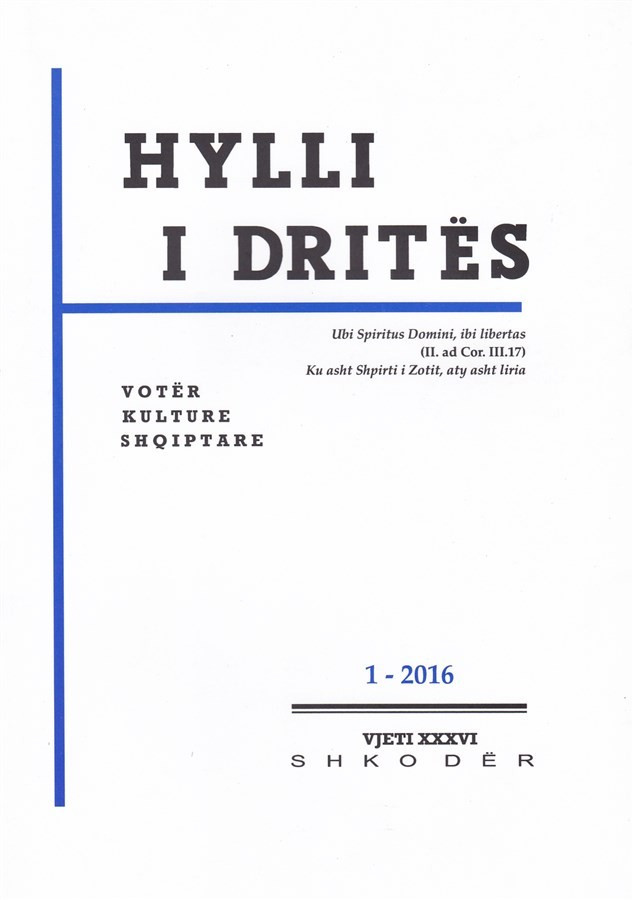 HYLLI
I DRITËS
Ubi Spiritus Domini, ibi libertas
(II. ad Cor. III.17)
Ku asht Shpirti i Zotit, aty asht liria
VOTËR
KULTURE
SHQIPTARE
1 - 2016
VJETI XXXVI
SHKODËR